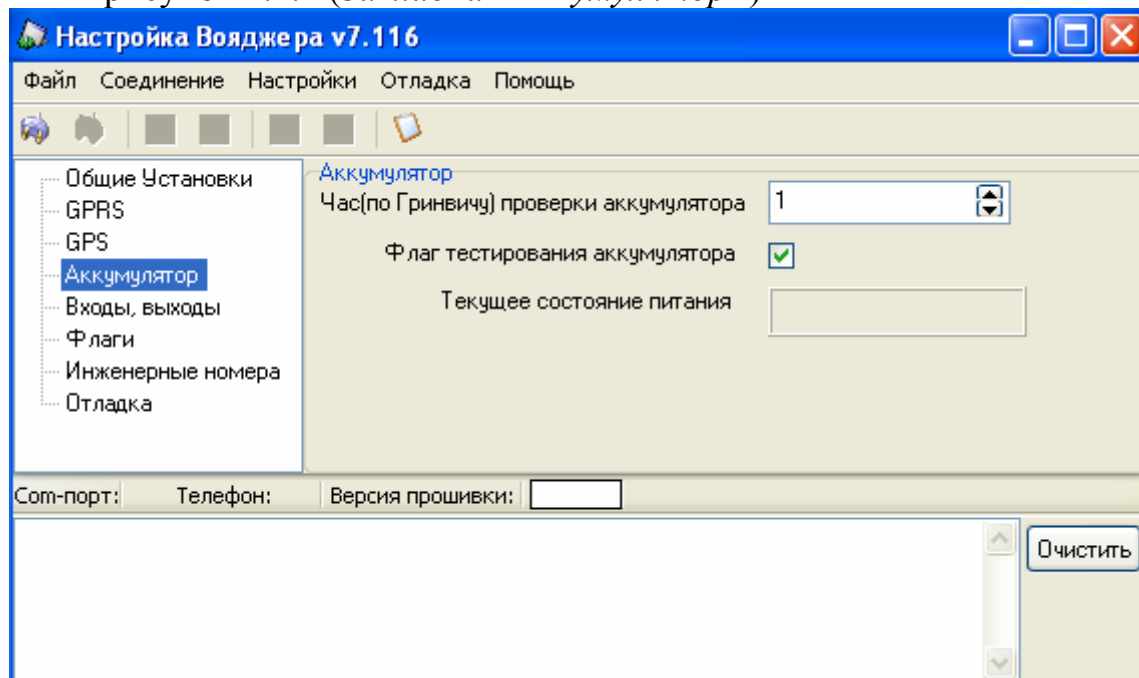 Настройка Вояджера v7.116
Файл Соединение Настройки Отладка Помощь
Общие Установки
GPRS
GPS
Аккумулятор
Входы, выходы
Флаги
Инженерные номера
Отладка
Аккумулятор
Час(по Гринвичу) проверки аккумулятора 1
Флаг тестирования аккумулятора
Текущее состояние питания
Com-порт: Телефон: Версия прошивки:
Очистить